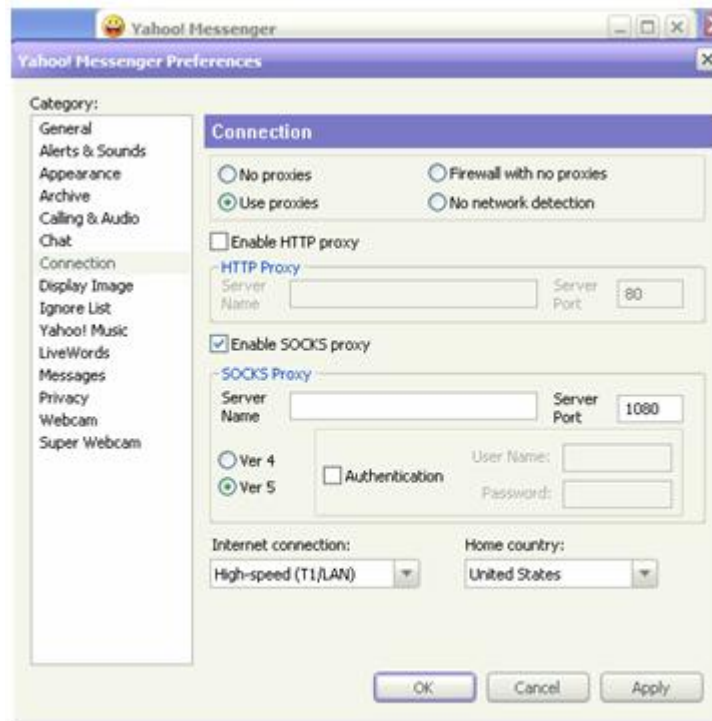 Yahoo! Messenger
Yahoo! Messenger Preferences
Category:
General
Alerts & Sounds
Appearance
Archive
Calling & Audio
Chat
Connection
Display Image
Ignore List
Yahoo! Music
LiveWords
Messages
Privacy
Webcam
Super Webcam
Connection
No proxies
Firewall with no proxies
Use proxies
No network detection
Enable HTTP proxy
HTTP Proxy
Server Name
Server Port
80
Enable SOCKS proxy
SOCKS Proxy
Server Name
Server Port
1080
Ver 4
Ver 5
Authentication
User Name:
Password:
Internet connection:
High-speed (T1/LAN)
Home country:
United States
OK
Cancel
Apply